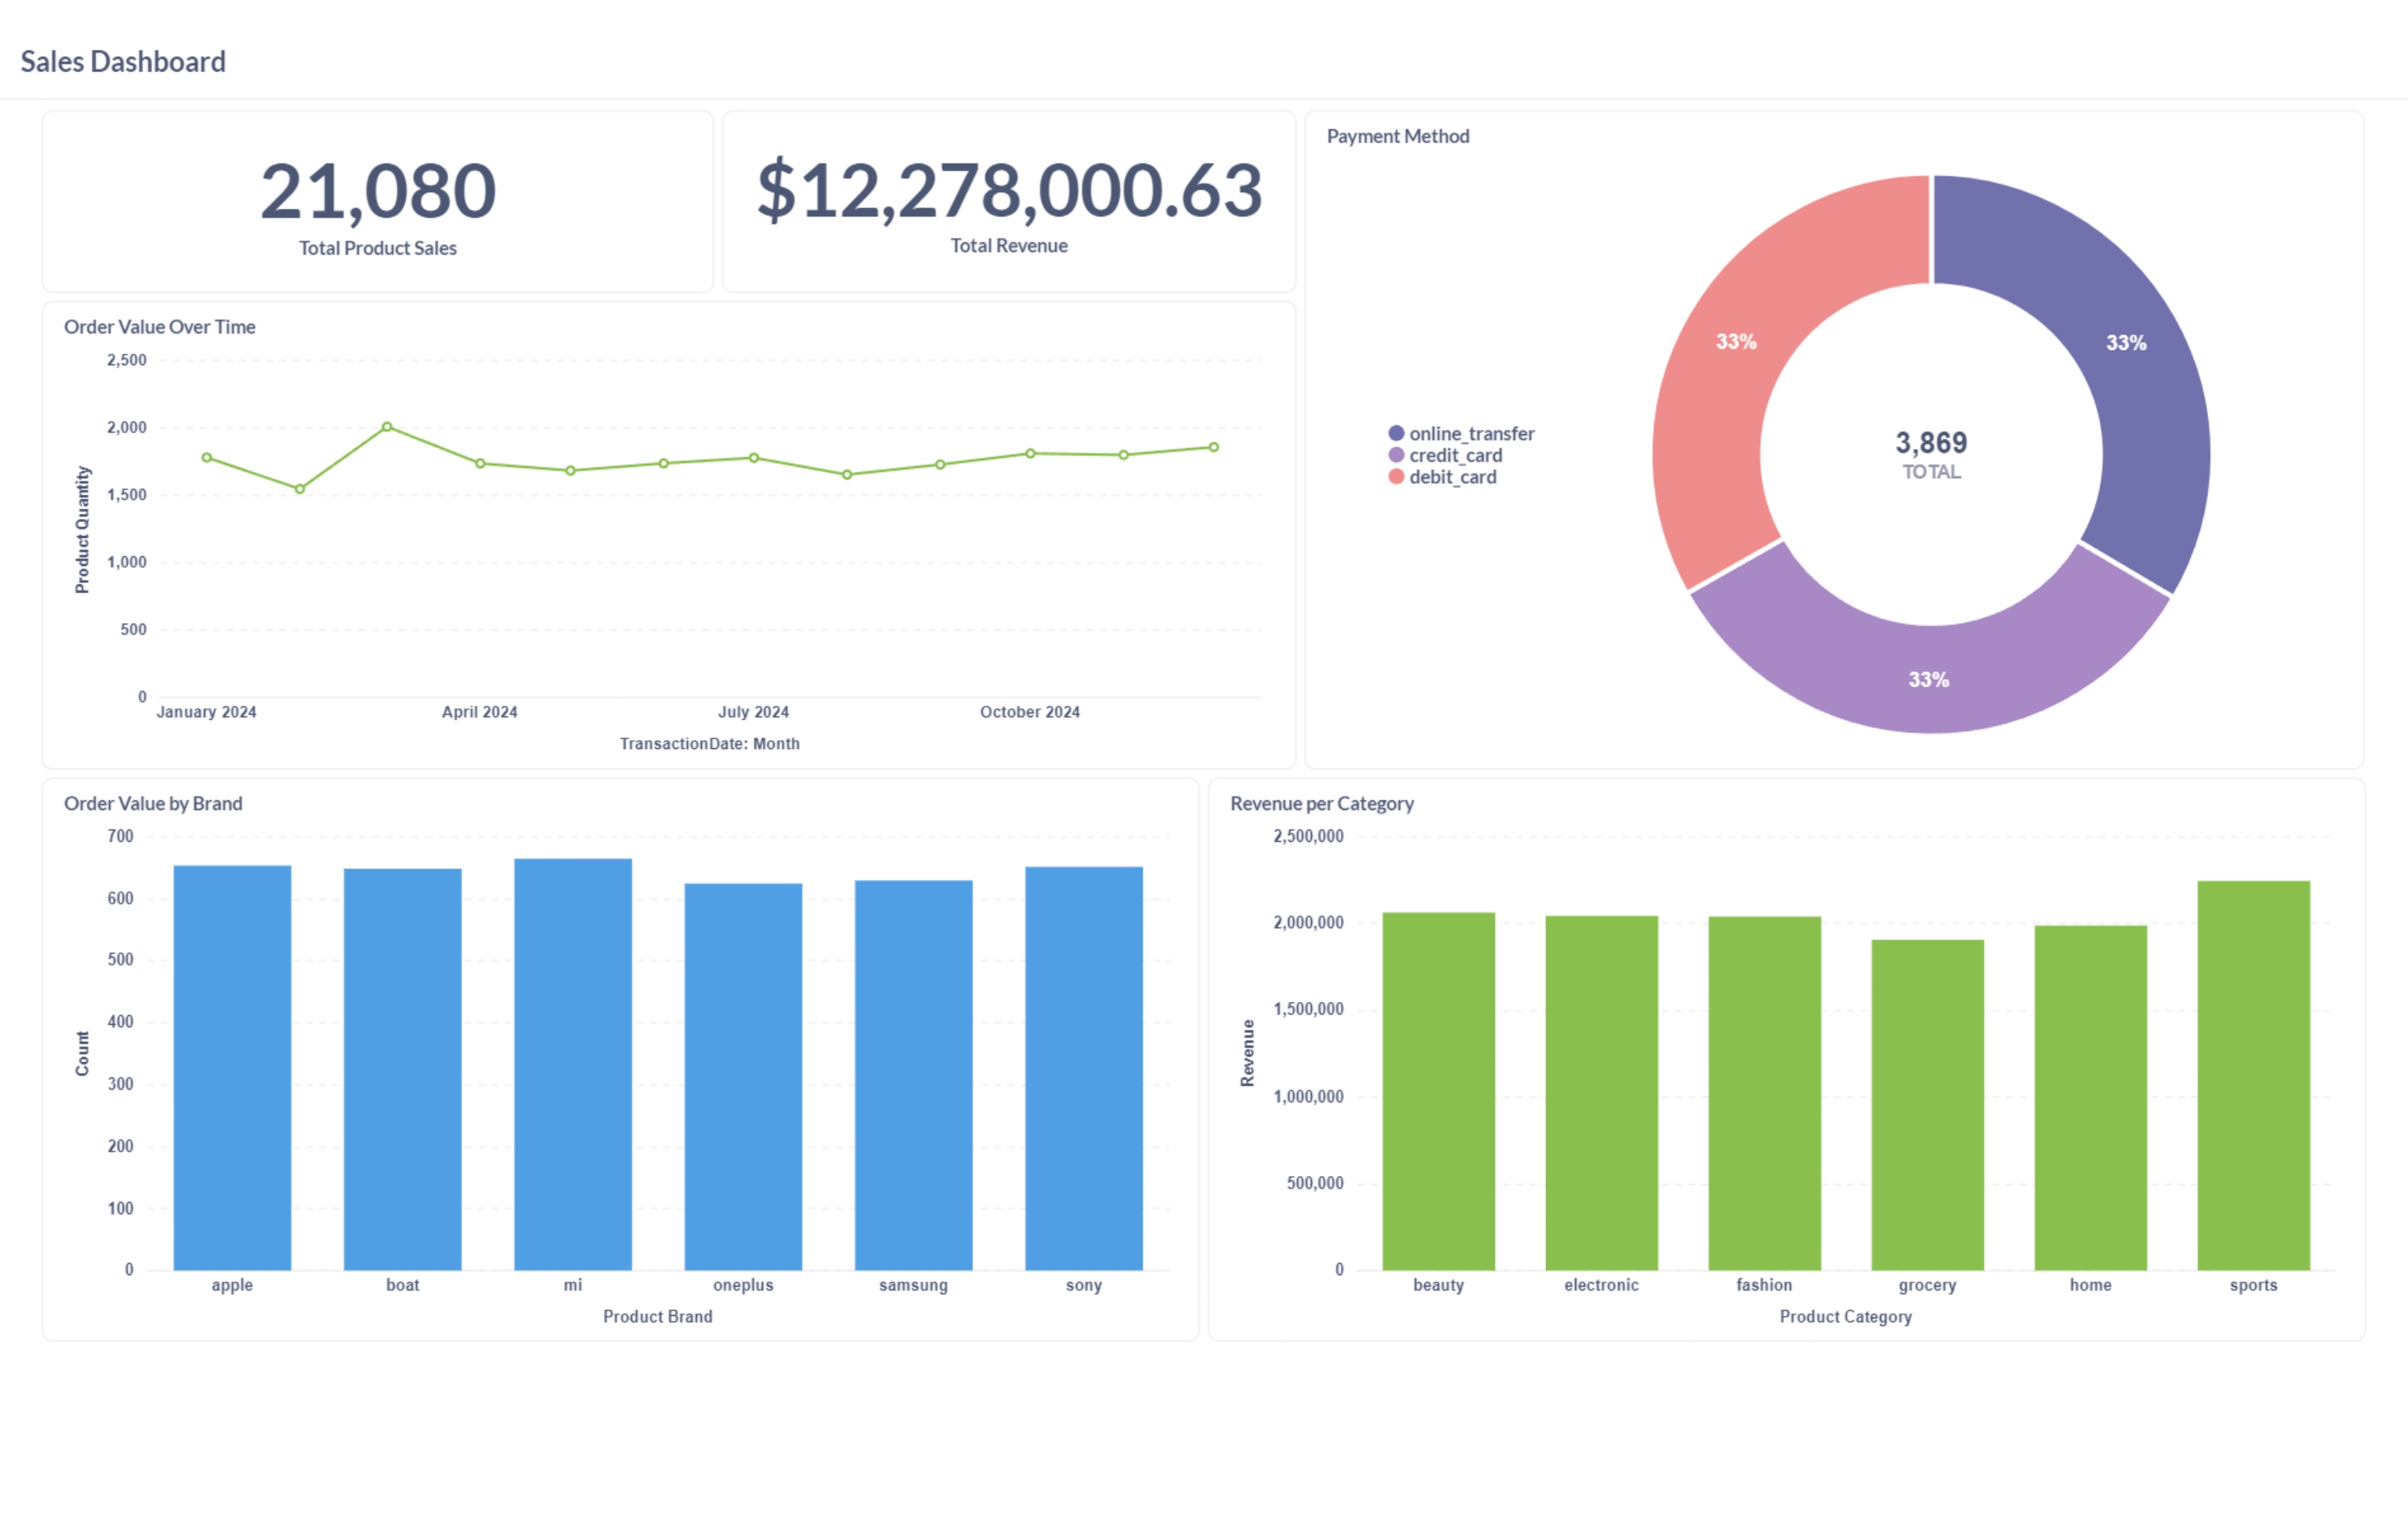 Sales Dashboard
21,080
Total Product Sales
$12,278,000.63
Total Revenue
Payment Method
33%
33%
33%
3,869
TOTAL
online_transfer
credit_card
debit_card
Order Value Over Time
2,500
2,000
1,500
1,000
500
0
Product Quantity
January 2024 April 2024 July 2024 October 2024
TransactionDate: Month
Order Value by Brand
700
600
500
400
300
200
100
0
Count
apple boat mi oneplus samsung sony
Product Brand
Revenue per Category
2,500,000
2,000,000
1,500,000
1,000,000
500,000
0
Revenue
beauty electronic fashion grocery home sports
Product Category